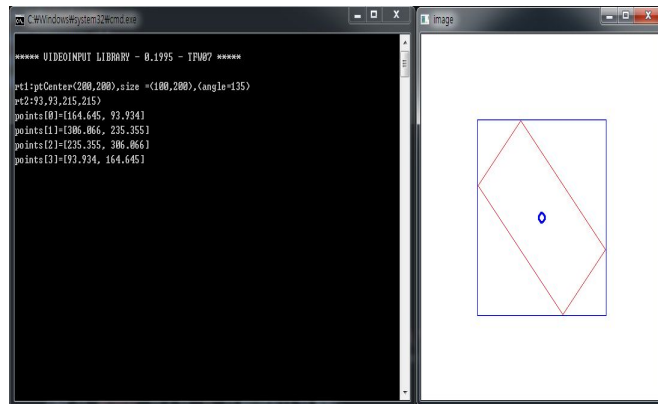 C:₩Windows₩system32₩cmd.exe
image
***** VIDEOINPUT LIBRARY - 0.1995 - TFW07 *****
rt1:ptCenter(200,200),size =(100,200),(angle=135)
rt2:93,93,215,215)
points[0]=[164.645, 93.934]
points[1]=[306.066, 235.355]
points[2]=[235.355, 306.066]
points[3]=[93.934, 164.645]